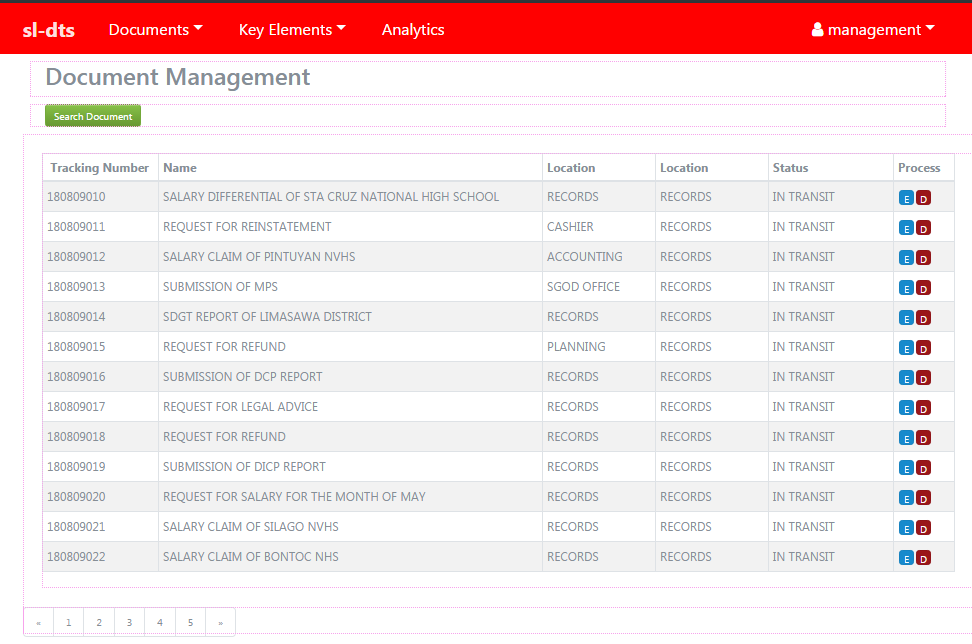 sl-dts Documents Key Elements Analytics management
Document Management
Search Document
Tracking Number Name Location Location Status Process
180809010 SALARY DIFFERENTIAL OF STA CRUZ NATIONAL HIGH SCHOOL RECORDS RECORDS IN TRANSIT E D
180809011 REQUEST FOR REINSTATEMENT CASHIER RECORDS IN TRANSIT E D
180809012 SALARY CLAIM OF PINTUYAN NVHS ACCOUNTING RECORDS IN TRANSIT E D
180809013 SUBMISSION OF MPS SGOD OFFICE RECORDS IN TRANSIT E D
180809014 SDGT REPORT OF LIMASAWA DISTRICT RECORDS RECORDS IN TRANSIT E D
180809015 REQUEST FOR REFUND PLANNING RECORDS IN TRANSIT E D
180809016 SUBMISSION OF DCP REPORT RECORDS RECORDS IN TRANSIT E D
180809017 REQUEST FOR LEGAL ADVICE RECORDS RECORDS IN TRANSIT E D
180809018 REQUEST FOR REFUND RECORDS RECORDS IN TRANSIT E D
180809019 SUBMISSION OF DICP REPORT RECORDS RECORDS IN TRANSIT E D
180809020 REQUEST FOR SALARY FOR THE MONTH OF MAY RECORDS RECORDS IN TRANSIT E D
180809021 SALARY CLAIM OF SILAGO NVHS RECORDS RECORDS IN TRANSIT E D
180809022 SALARY CLAIM OF BONTOC NHS RECORDS RECORDS IN TRANSIT E D
« 1 2 3 4 5 »